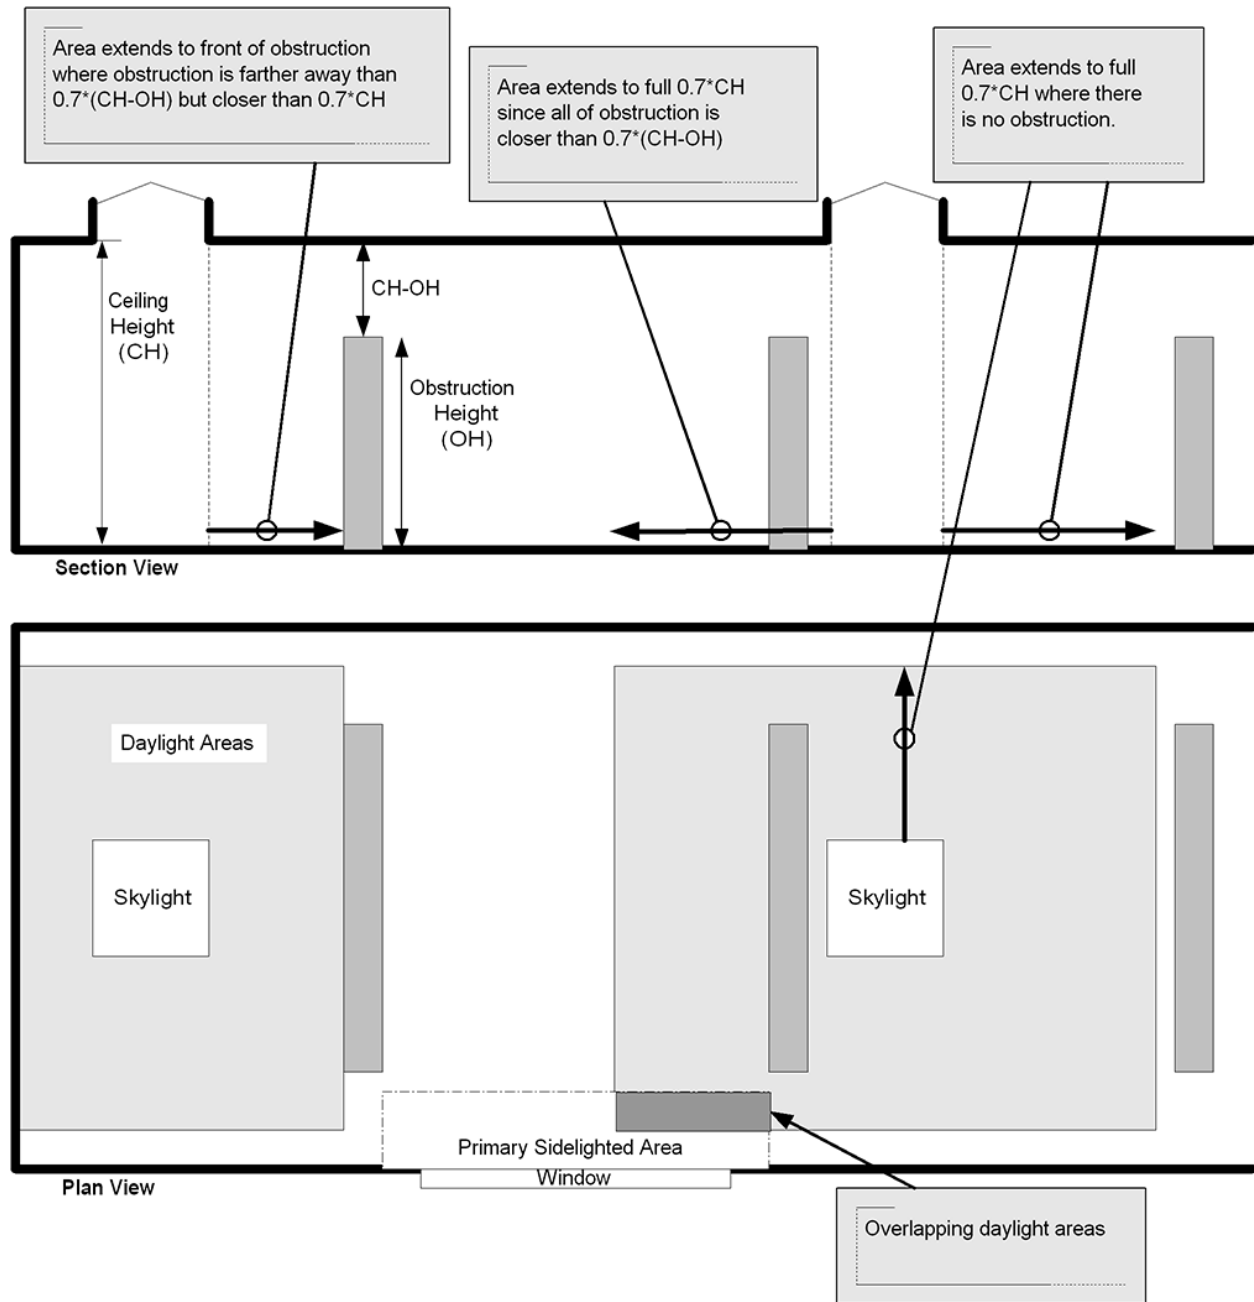 Area extends to front of obstruction
where obstruction is farther away than
0.7*(CH-OH) but closer than 0.7*CH
Area extends to full 0.7*CH
since all of obstruction is
closer than 0.7*(CH-OH)
Area extends to full
0.7*CH where there
is no obstruction.
Ceiling
Height
(CH)
CH-OH
Obstruction
Height
(OH)
Section View
Daylight Areas
Skylight
Skylight
Primary Sidelighted Area
Window
Plan View
Overlapping daylight areas